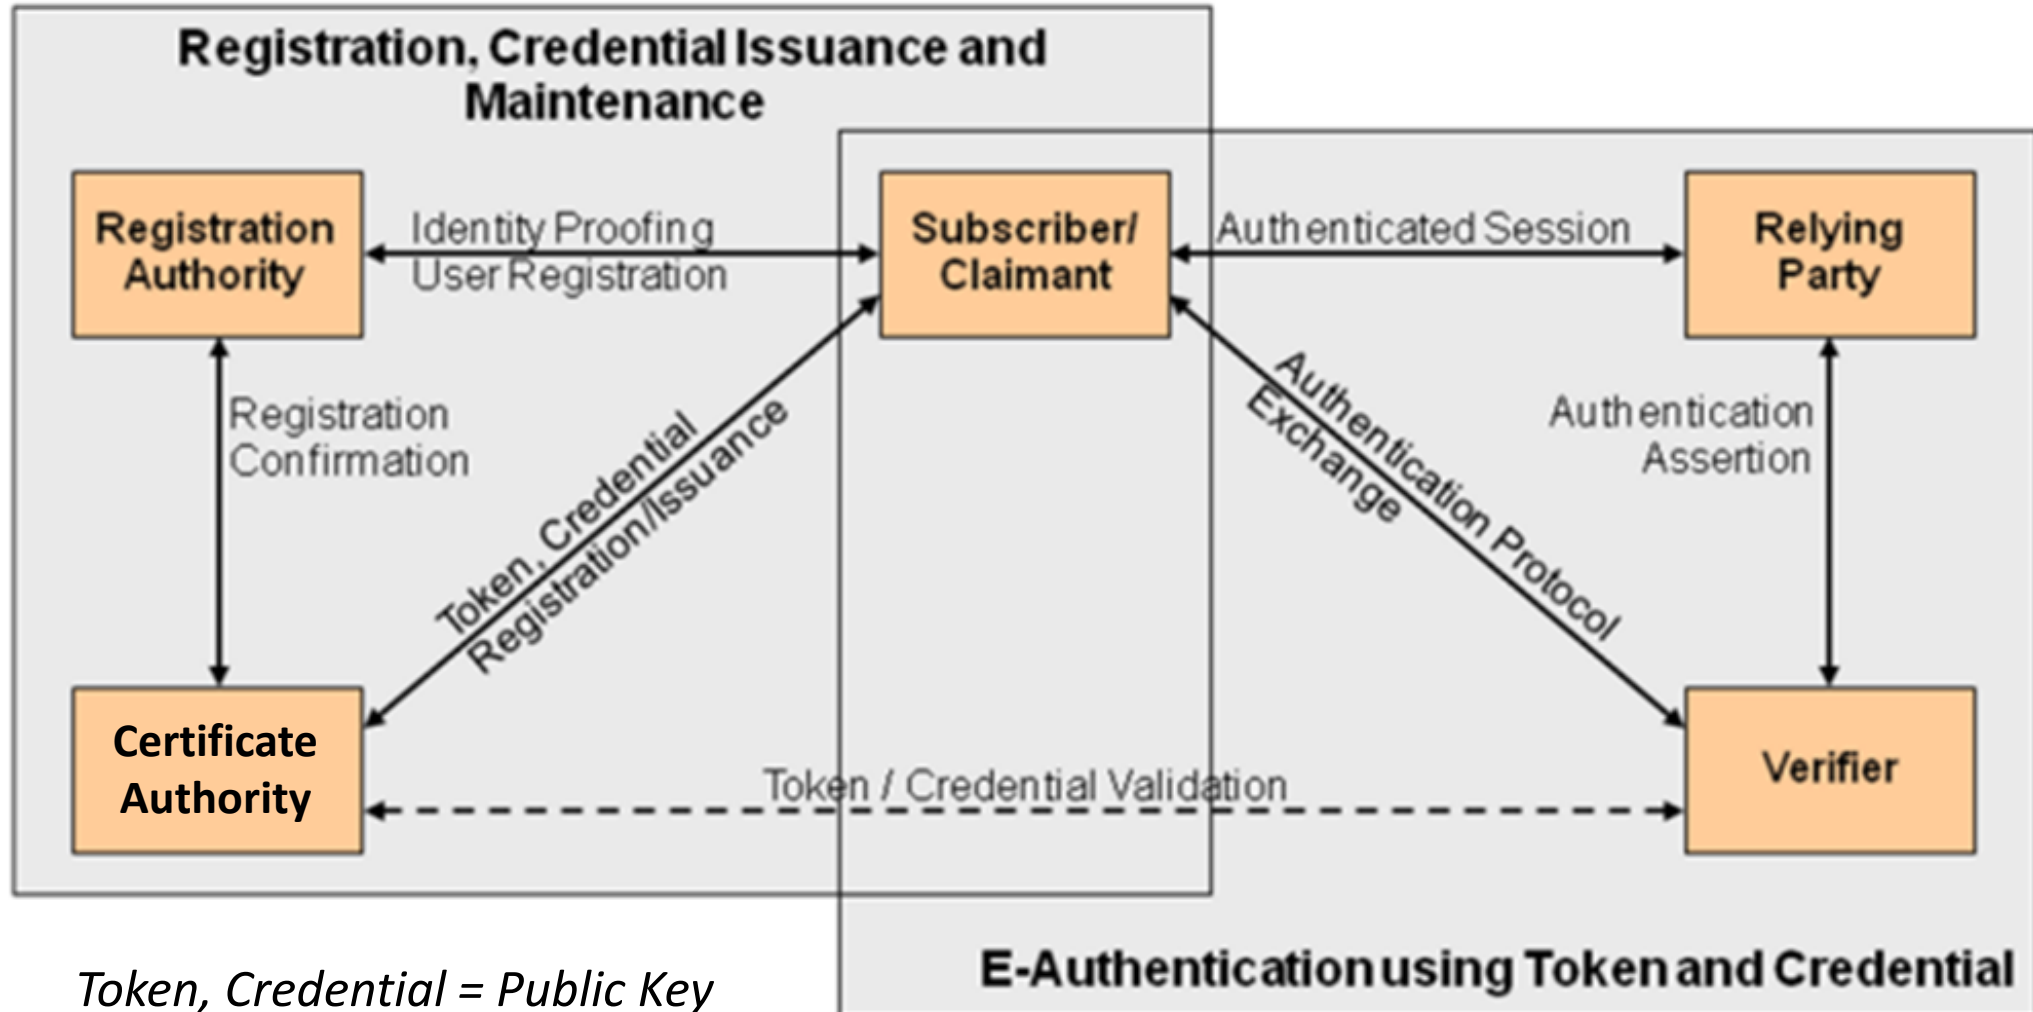 Registration, Credential Issuance and
Maintenance
Registration
Authority
Identity Proofing
User Registration
Subscriber/
Claimant
Authenticated Session
Relying
Party
Registration
Confirmation
Token, Credential
Registration/Issuance
Authentication Protocol
Exchange
Authentication
Assertion
Certificate
Authority
Token / Credential Validation
Verifier
E-Authentication using Token and Credential
Token, Credential = Public Key